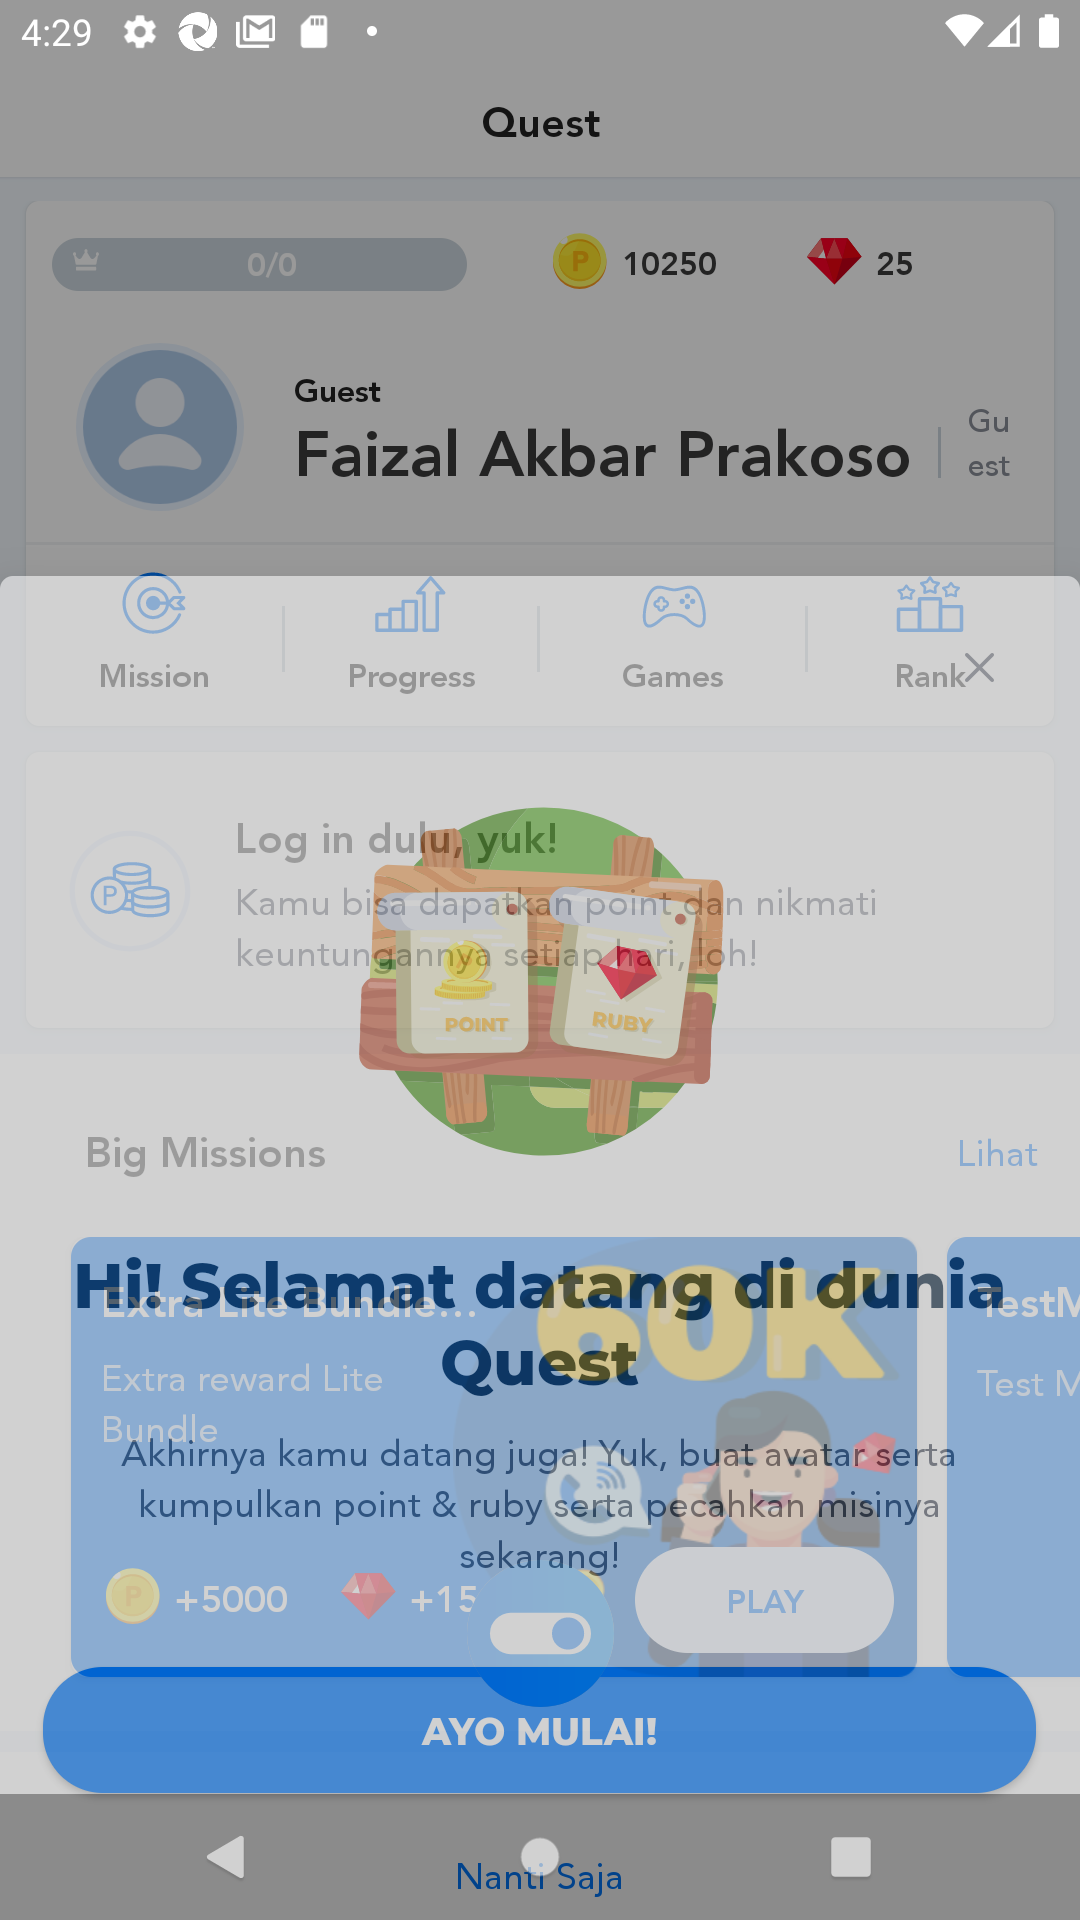 4:29
Quest
0/0
10250
25
Guest
Faizal Akbar Prakoso
Gu
est
Mission
Progress
Games
Rank
Log in dulu, yuk!
Kamu bisa dapatkan point dan nikmati
keuntungannya setiap hari, loh!
P
POINT
RUBY
Big Missions
Lihat
Hi! Selamat datang di dunia
Quest
Extra Lite Bundle...
60K
TestM
Extra reward Lite
Bundle
Test M
Akhirnya kamu datang juga! Yuk, buat avatar serta
kumpulkan point & ruby serta pecahkan misinya
sekarang!
+5000
+15
PLAY
AYO MULAI!
Nanti Saja